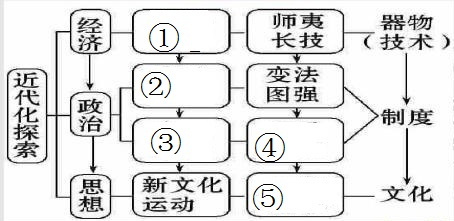 近代化探索
经济
政治
思想
① _
师夷
长技
器物
(技术)
②
变法
图强
③
④
制度
新文化
运动
⑤
文化